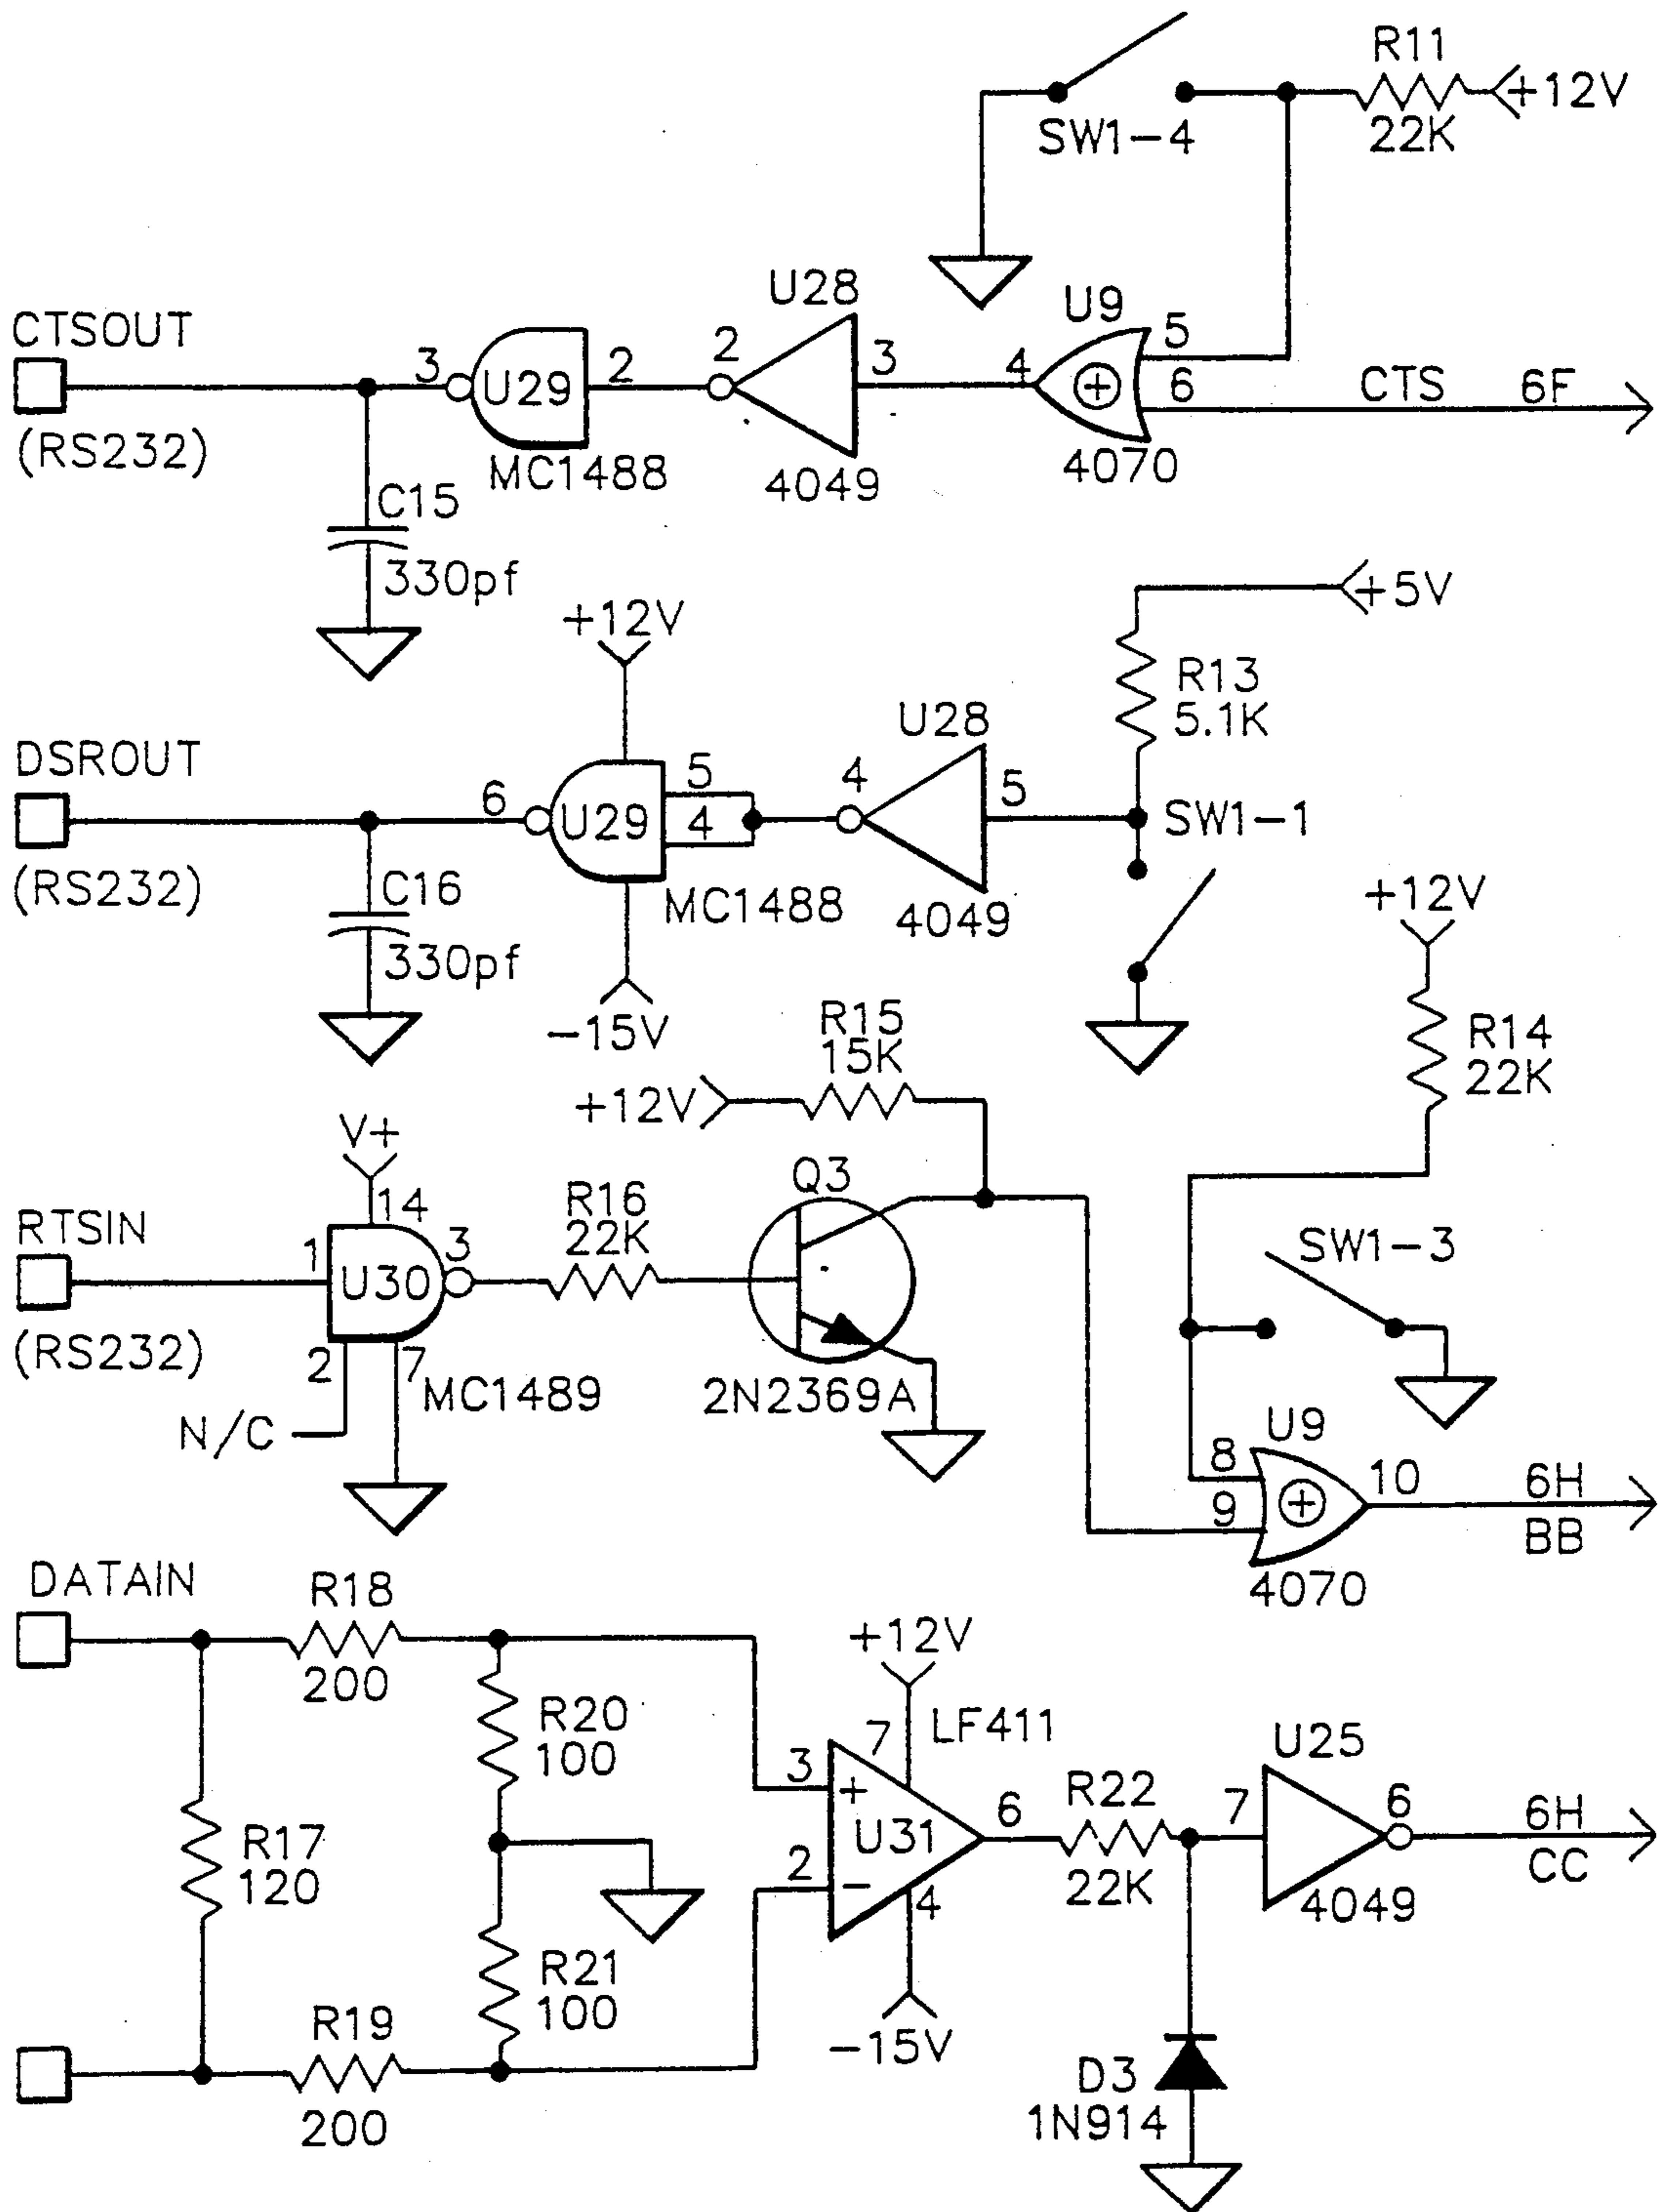 R11
+12V
SW1-4
22K
U28
U9
CTSOUT
3
U29
2
2
3
4
+
5
6
CTS
6F
(RS232)
MC1488
4049
4070
C15
330pf
+12V
+5V
R13
5.1K
U28
DSROUT
6
U29
5
4
4
5
SW1-1
(RS232)
C16
MC1488
4049
+12V
330pf
-15V
R15
15K
R14
22K
+12V
V+
14
Q3
RTSIN
1
U30
3
R16
22K
SW1-3
(RS232)
2
7
MC1489
2N2369A
N/C
U9
8
9
+
10
6H
BB
4070
DATAIN
R18
200
+12V
R20
100
7
LF411
U25
3
+
U31
6
R22
7
6
6H
R17
120
2
-
4
22K
4049
CC
R21
100
R19
200
-15V
D3
1N914